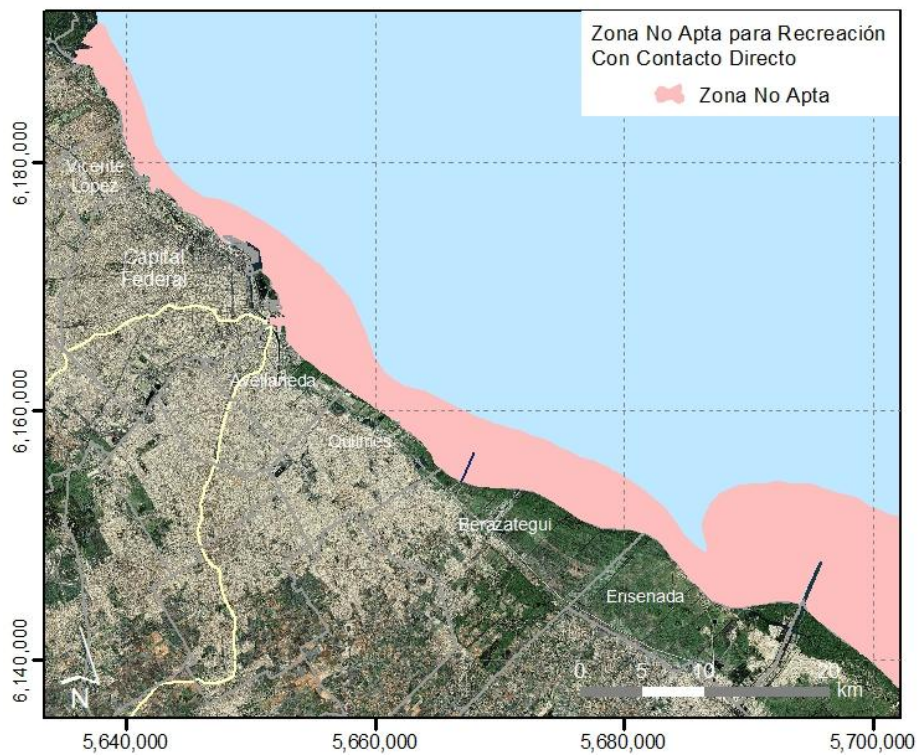 Zona No Apta para Recreación
Con Contacto Directo
Zona No Apta
6,180,000
6,160,000
6,140,000
Vicente
López
Capital
Federal
Avellaneda
Quilmes
Berazategui
Ensenada
N
0 5 10 20
km
5,640,000 5,660,000 5,680,000 5,700,000